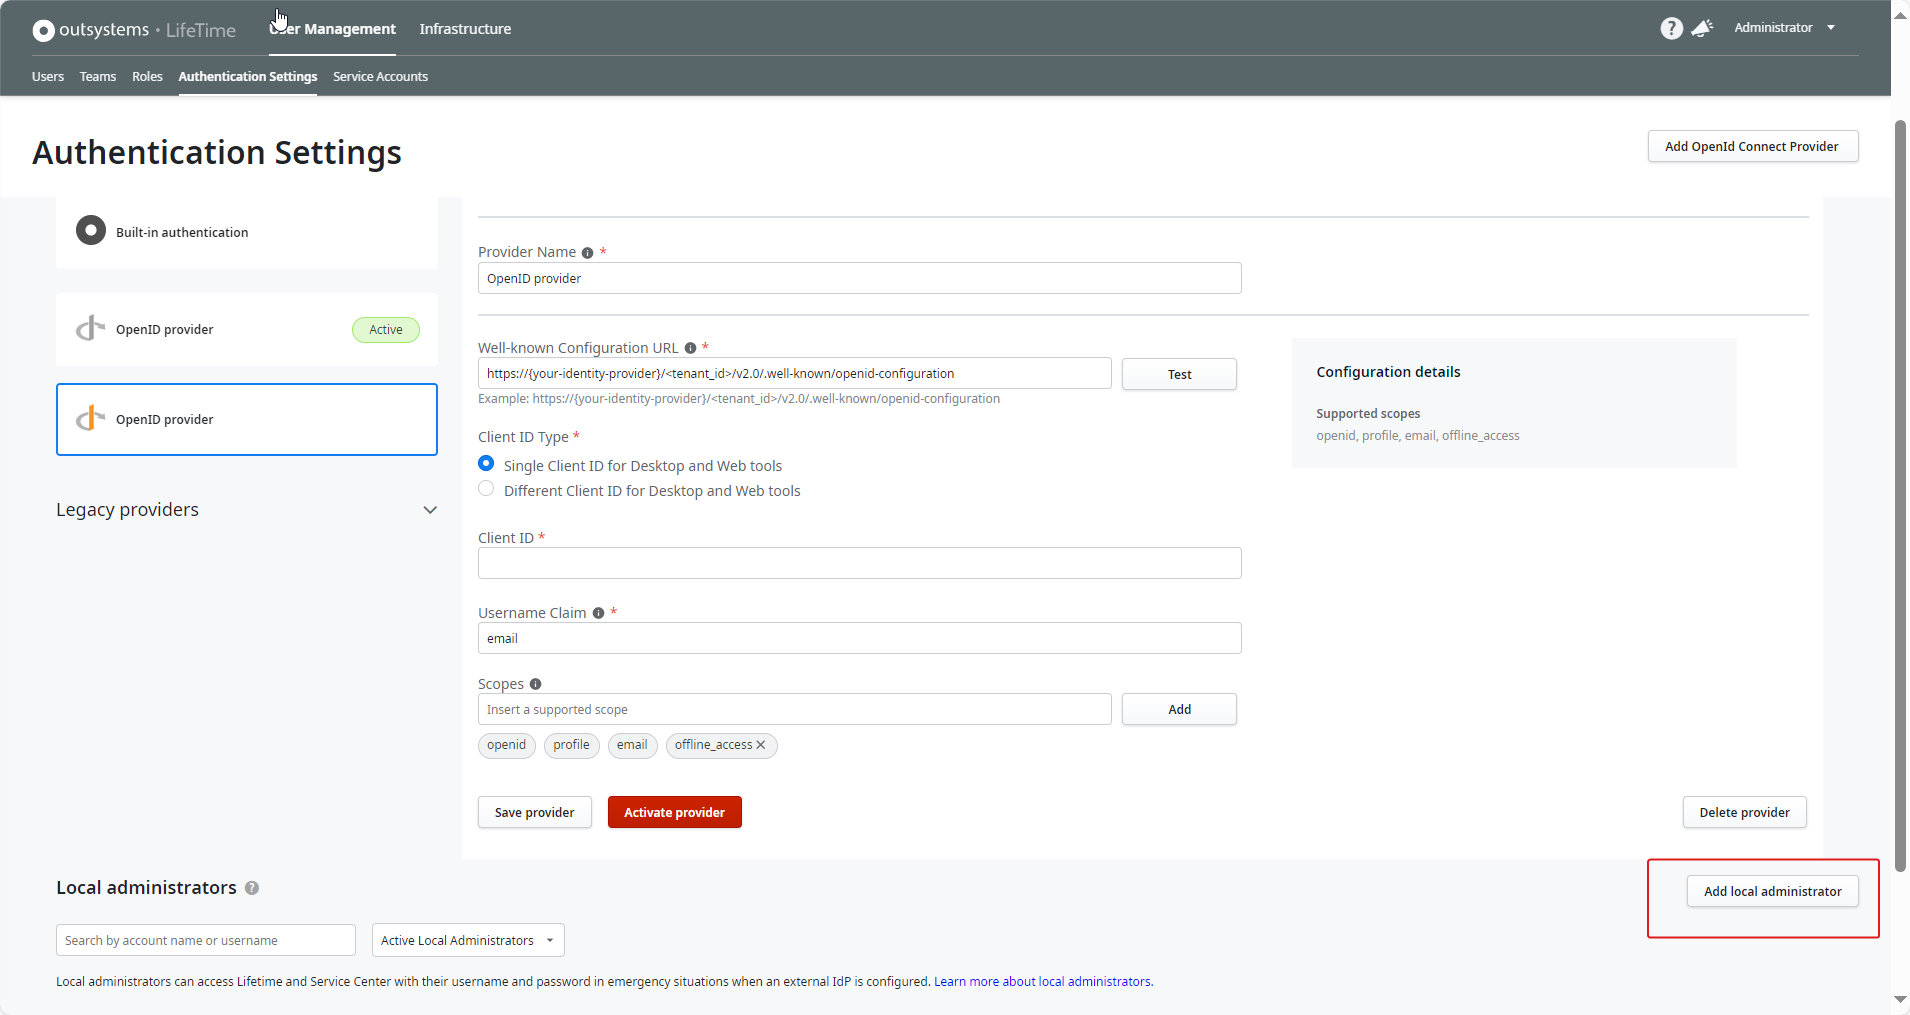 outsystems · LifeTime
User Management
Infrastructure
?
Administrator
Users
Teams
Roles
Authentication Settings
Service Accounts
Authentication Settings
Add OpenId Connect Provider
Built-in authentication
OpenID provider
Active
OpenID provider
Legacy providers
Provider Name i *
OpenID provider
Well-known Configuration URL i *
https://{your-identity-provider}/<tenant_id>/v2.0/.well-known/openid-configuration
Test
Example: https://{your-identity-provider}/<tenant_id>/v2.0/.well-known/openid-configuration
Configuration details
Supported scopes
openid, profile, email, offline_access
Client ID Type *
Single Client ID for Desktop and Web tools
Different Client ID for Desktop and Web tools
Client ID *
Username Claim i *
email
Scopes i
Insert a supported scope
Add
openid
profile
email
offline_access ×
Save provider
Activate provider
Delete provider
Local administrators ?
Add local administrator
Search by account name or username
Active Local Administrators
Local administrators can access Lifetime and Service Center with their username and password in emergency situations when an external IdP is configured. Learn more about local administrators.